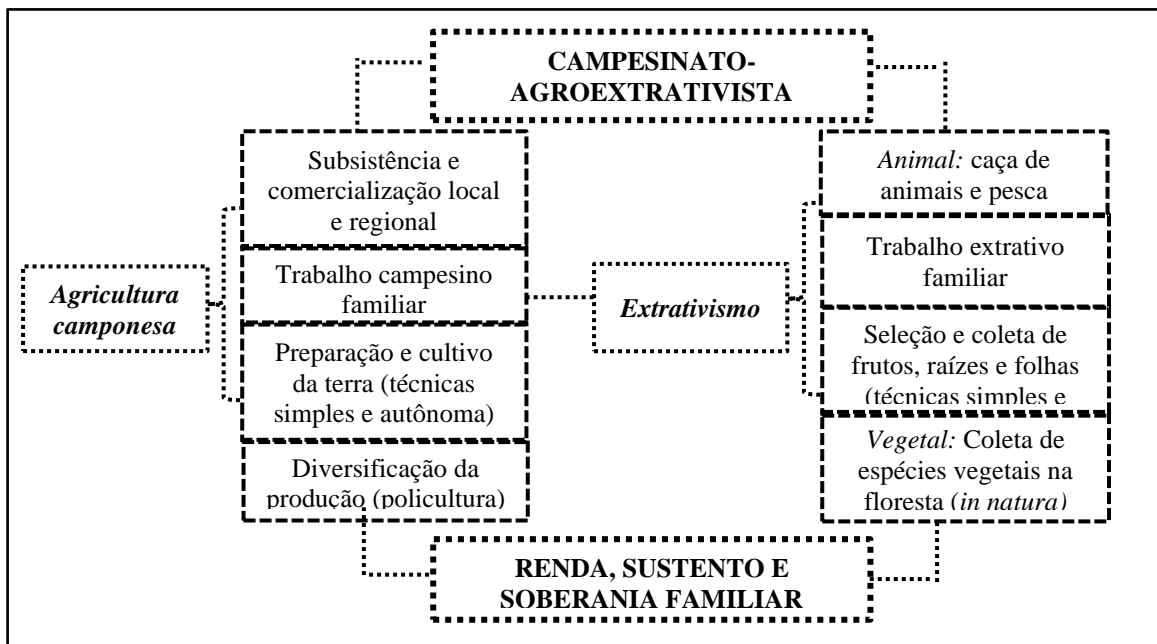 CAMPESINATO-
AGROEXTRATIVISTA
Agricultura
camponesa
Subsistência e
comercialização local
e regional
Trabalho campesino
familiar
Preparação e cultivo
da terra (técnicas
simples e autônoma)
Diversificação da
produção (policultura)
Extrativismo
Animal: caça de
animais e pesca
Trabalho extrativo
familiar
Seleção e coleta de
frutos, raízes e folhas
(técnicas simples e
Vegetal: Coleta de
espécies vegetais na
floresta (in natura)
RENDA, SUSTENTO E
SOBERANIA FAMILIAR